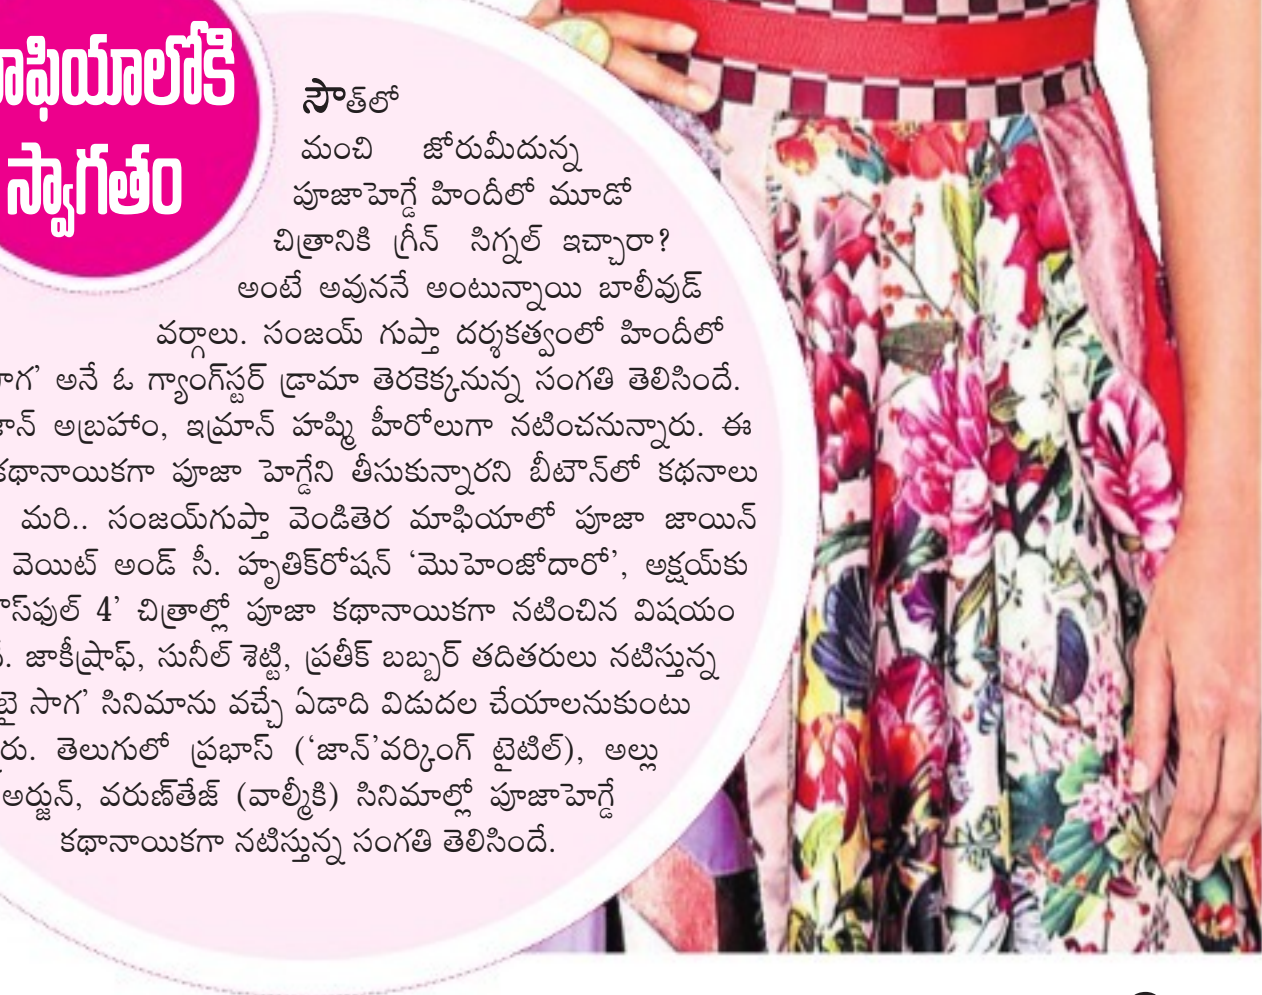 స్వాగతం
సౌత్‌లో
మంచి జోరుమీదున్న
పూజాహెగ్డే హిందీలో మూడో
చిత్రానికి గ్రీన్ సిగ్నల్ ఇచ్చారా?
అంటే అవుననే అంటున్నాయి బాలీవుడ్
వర్గాలు. సంజయ్ గుప్తా దర్శకత్వంలో హిందీలో
అనే ఓ గ్యాంగ్‌స్టర్ డ్రామా తెరకెక్కనున్న సంగతి తెలిసిందే.
అబ్రహాం, ఇమ్రాన్ హష్మి హీరోలుగా నటించనున్నారు. ఈ
కథానాయికగా పూజా హెగ్డేని తీసుకున్నారని బీటౌన్‌లో కథనాలు
మరి.. సంజయ్‌గుప్తా వెండితెర మాఫియాలో పూజా జాయిన్
వెయిట్ అండ్ సీ. హృతిక్‌రోషన్ ‘మొహెంజోదారో’, అక్షయ్‌కు
4’ చిత్రాల్లో పూజా కథానాయికగా నటించిన విషయం
జాకీష్రాఫ్, సునీల్ శెట్టి, ప్రతీక్ బబ్బర్ తదితరులు నటిస్తున్న
సాగ’ సినిమాను వచ్చే ఏడాది విడుదల చేయాలనుకుంటు
తెలుగులో ప్రభాస్ (‘జాన్’వర్కింగ్ టైటిల్), అల్లు
అర్జున్, వరుణ్‌తేజ్ (వాల్మీకి) సినిమాల్లో పూజాహెగ్డే
కథానాయికగా నటిస్తున్న సంగతి తెలిసిందే.